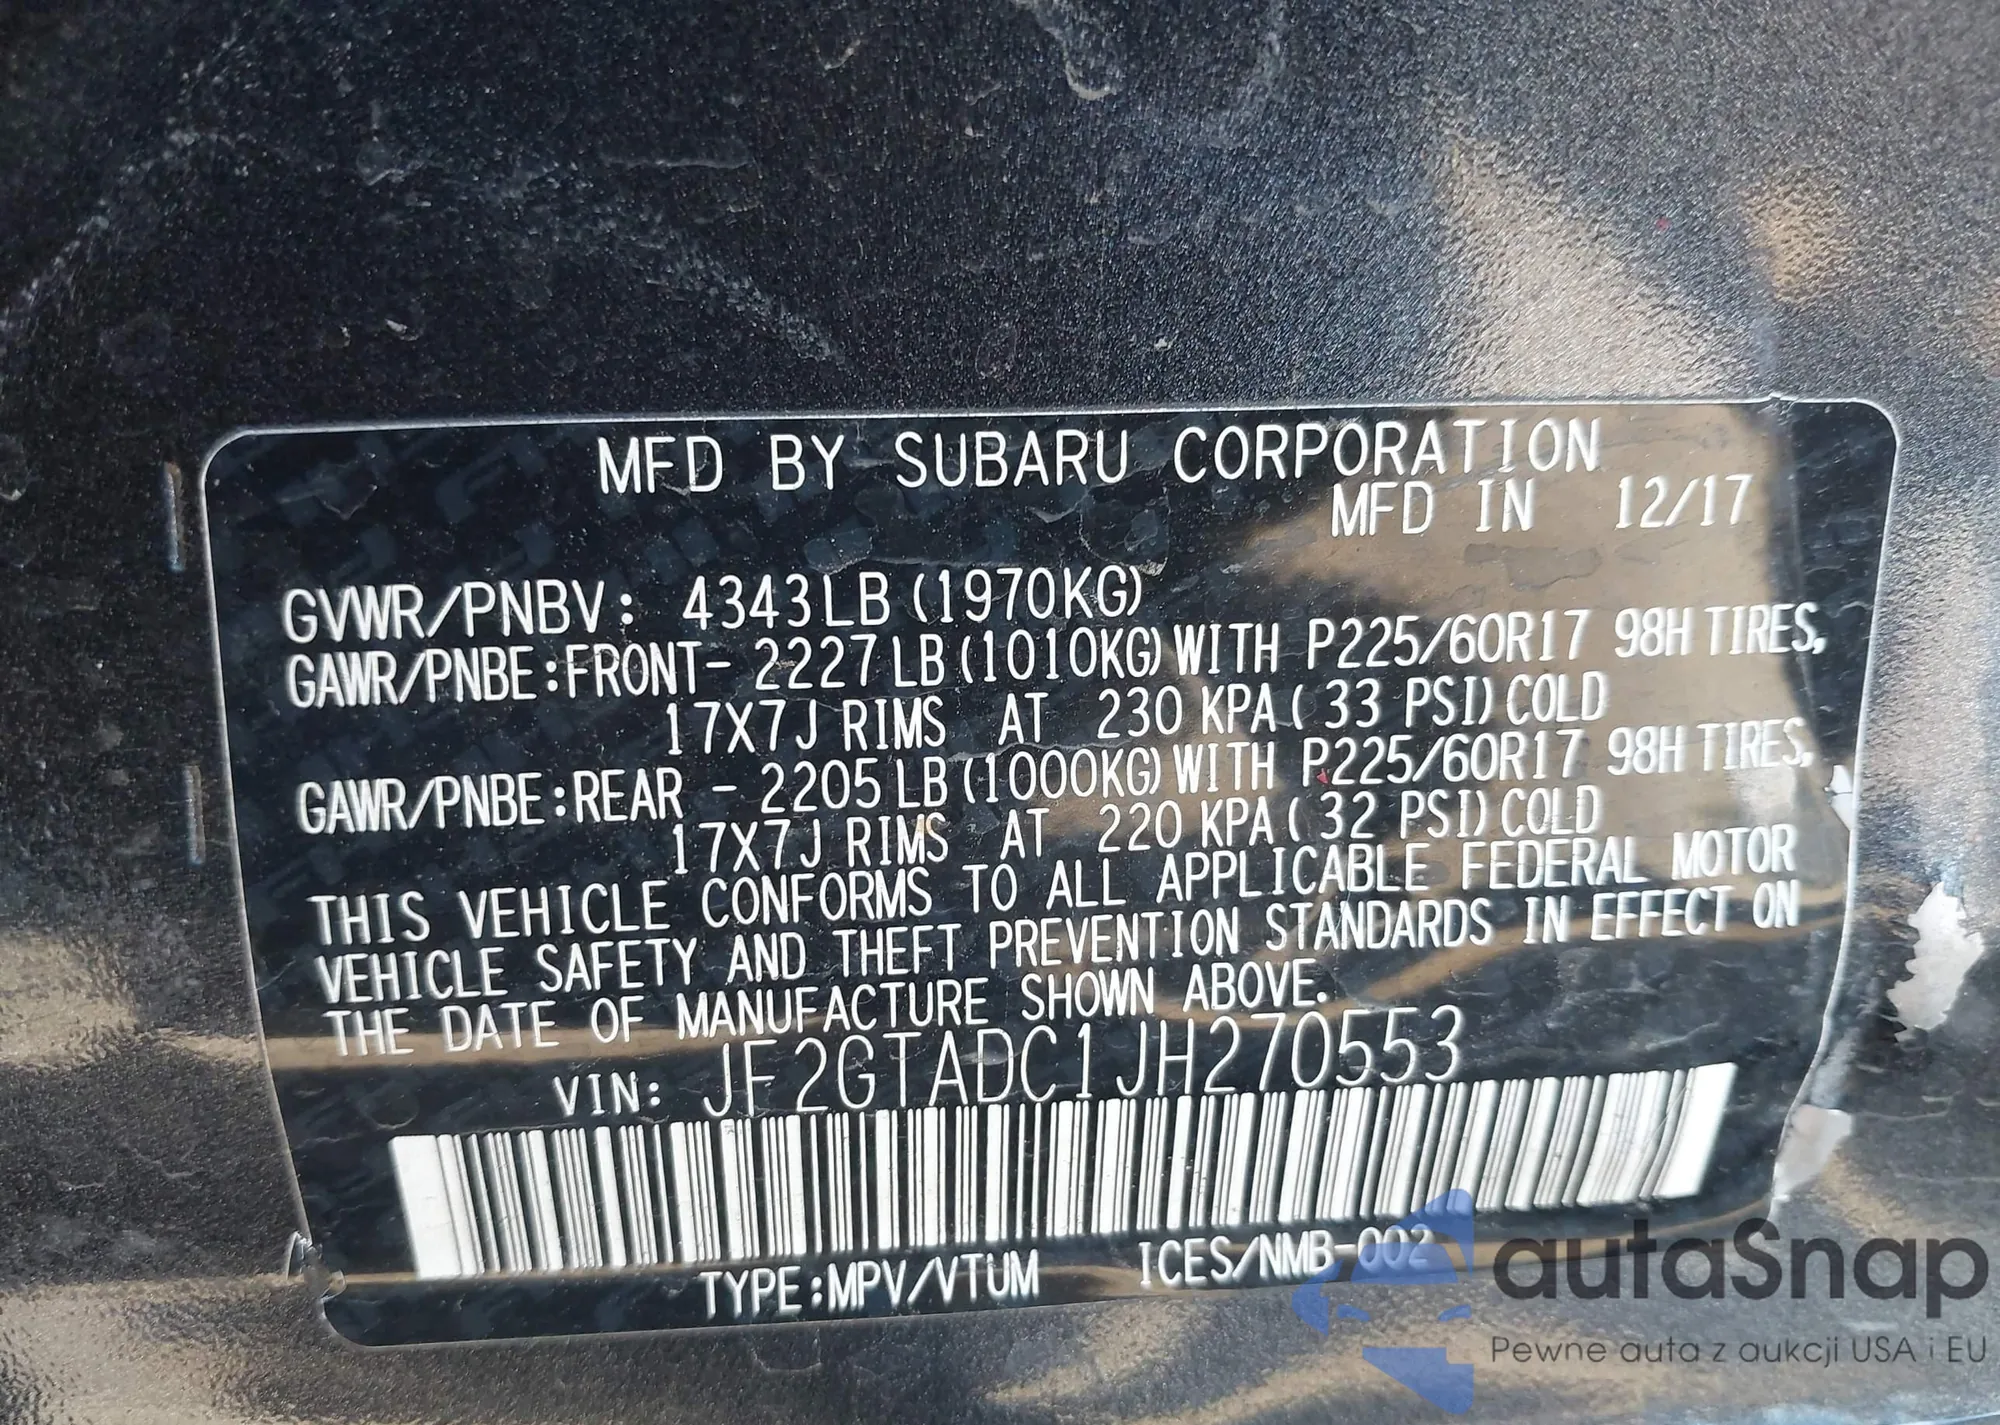 MFD BY SUBARU CORPORATION
MFD IN 12/17
GVWR/PNBV: 4343LB (1970KG)
GAWR/PNBE:FRONT- 2227LB (1010KG) WITH P225/60R17 98H TIRES,
17X7J RIMS AT 230 KPA ( 33 PSI) COLD
GAWR/PNBE:REAR - 2205LB (1000KG) WITH P225/60R17 98H TIRES,
17X7J RIMS AT 220 KPA ( 32 PSI) COLD
THIS VEHICLE CONFORMS TO ALL APPLICABLE FEDERAL MOTOR
VEHICLE SAFETY AND THEFT PREVENTION STANDARDS IN EFFECT ON
THE DATE OF MANUFACTURE SHOWN ABOVE.
VIN: JF2GTADC1JH270553
TYPE:MPV/VTUM ICES/NMB-002
autaSnap
Pewne auta z aukcji USA i EU